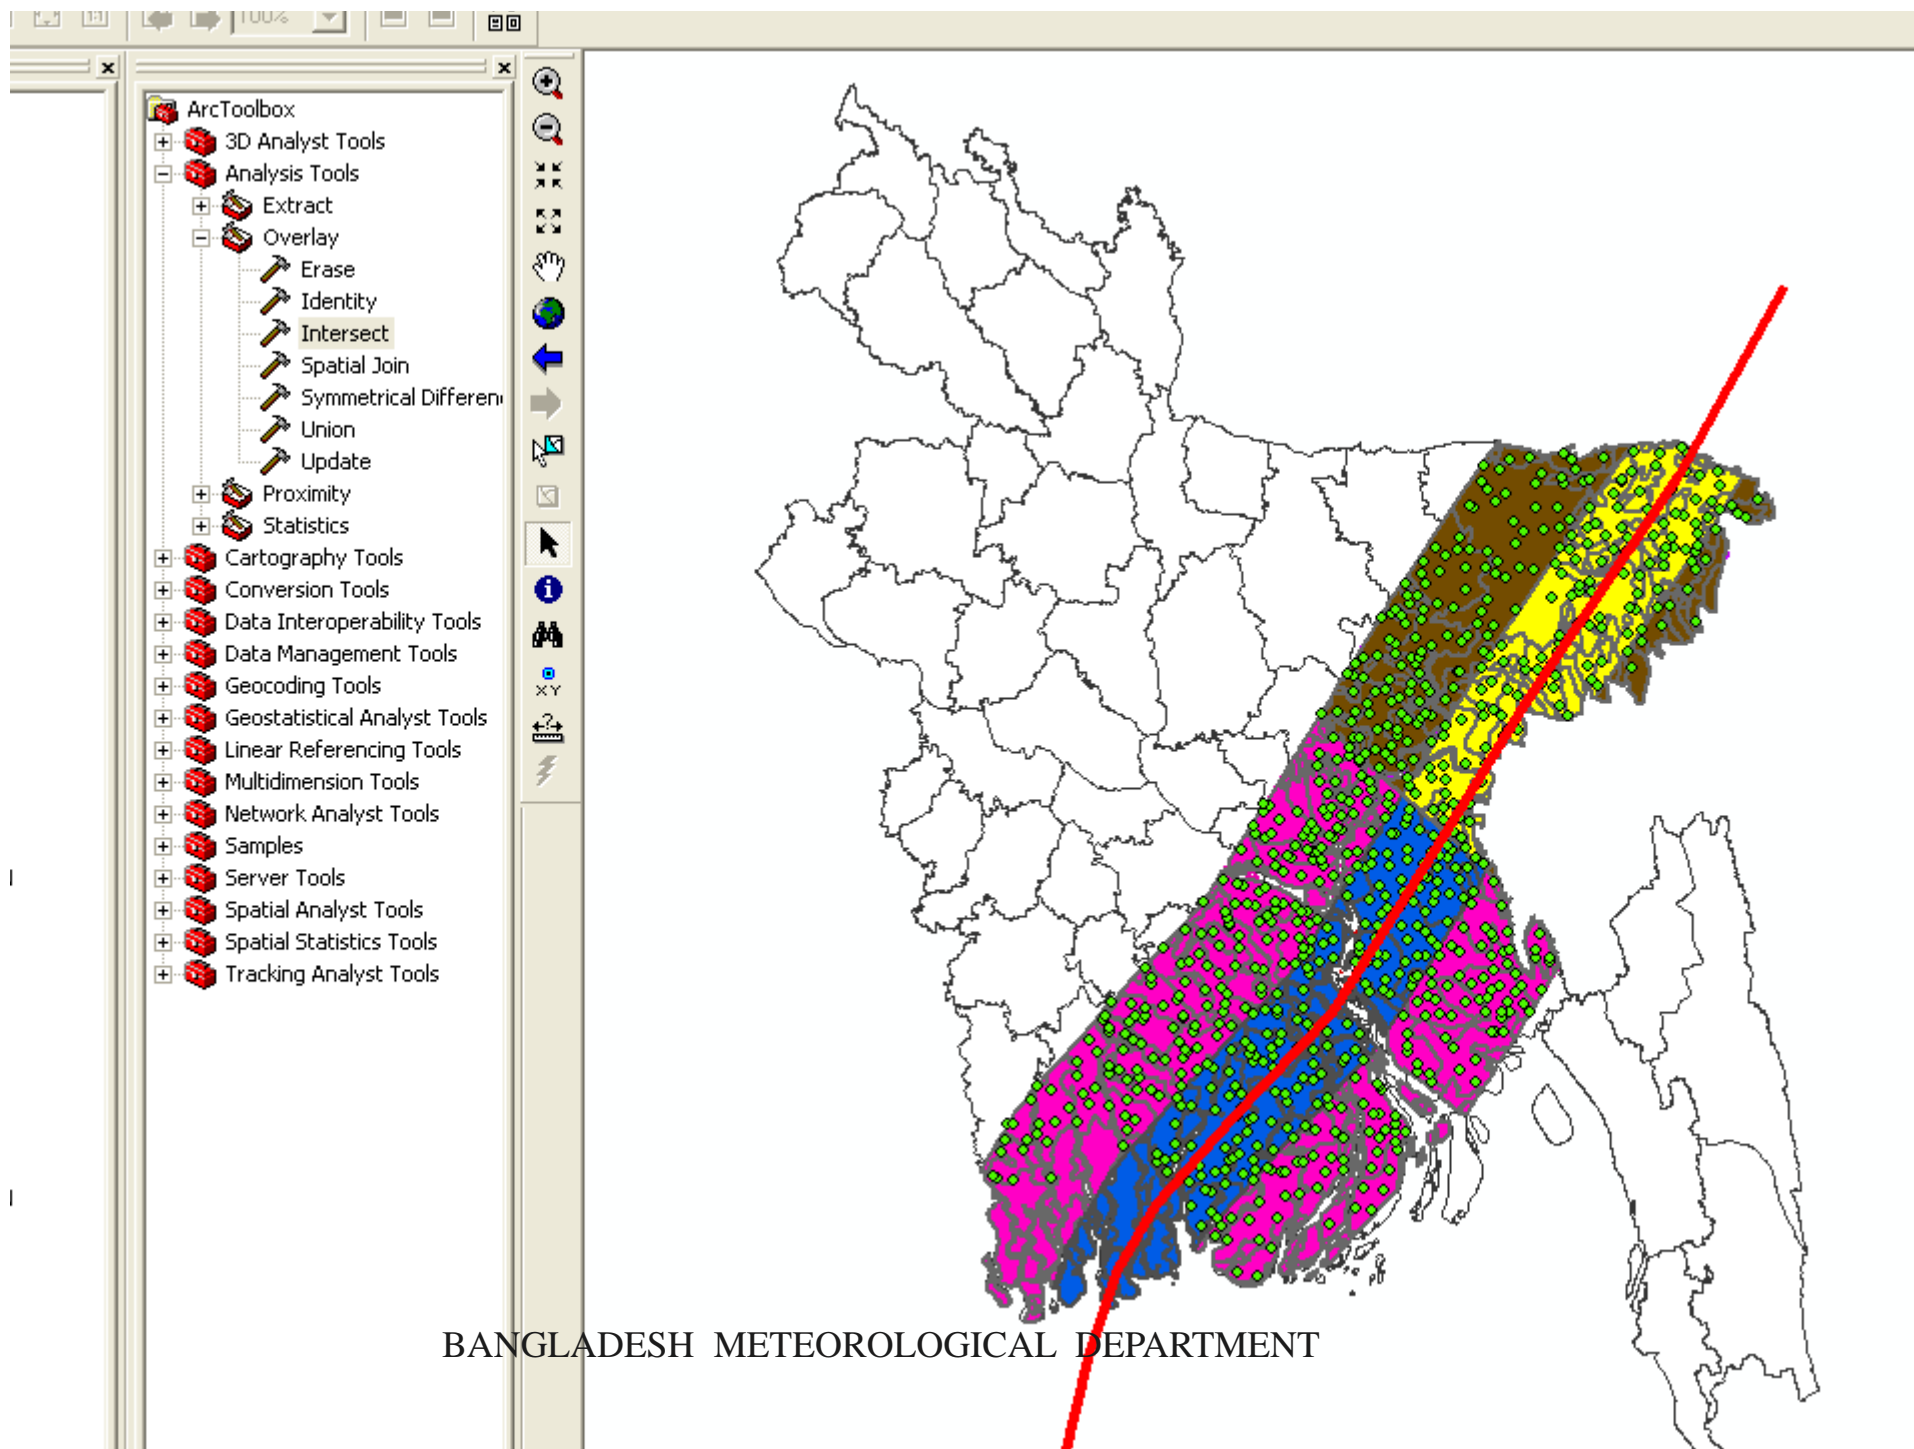 100%
ArcToolbox
3D Analyst Tools
Analysis Tools
Extract
Overlay
Erase
Identity
Intersect
Spatial Join
Symmetrical Differen
Union
Update
Proximity
Statistics
Cartography Tools
Conversion Tools
Data Interoperability Tools
Data Management Tools
Geocoding Tools
Geostatistical Analyst Tools
Linear Referencing Tools
Multidimension Tools
Network Analyst Tools
Samples
Server Tools
Spatial Analyst Tools
Spatial Statistics Tools
Tracking Analyst Tools
1:1
XY
BANGLADESH METEOROLOGICAL DEPARTMENT